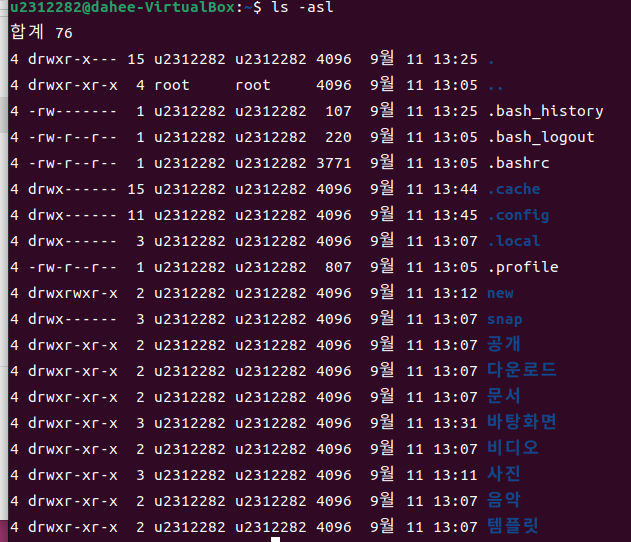 u2312282@dahee-VirtualBox:~$ ls -asl
합계 76
4 drwxr-x--- 15 u2312282 u2312282 4096  9월 11 13:25 .
4 drwxr-xr-x  4 root     root     4096  9월 11 13:05 ..
4 -rw-------  1 u2312282 u2312282  107  9월 11 13:25 .bash_history
4 -rw-r--r--  1 u2312282 u2312282  220  9월 11 13:05 .bash_logout
4 -rw-r--r--  1 u2312282 u2312282 3771  9월 11 13:05 .bashrc
4 drwx------ 15 u2312282 u2312282 4096  9월 11 13:44 .cache
4 drwx------ 11 u2312282 u2312282 4096  9월 11 13:45 .config
4 drwx------  3 u2312282 u2312282 4096  9월 11 13:07 .local
4 -rw-r--r--  1 u2312282 u2312282  807  9월 11 13:05 .profile
4 drwxrwxr-x  2 u2312282 u2312282 4096  9월 11 13:12 new
4 drwx------  3 u2312282 u2312282 4096  9월 11 13:07 snap
4 drwxr-xr-x  2 u2312282 u2312282 4096  9월 11 13:07 공개
4 drwxr-xr-x  2 u2312282 u2312282 4096  9월 11 13:07 다운로드
4 drwxr-xr-x  2 u2312282 u2312282 4096  9월 11 13:07 문서
4 drwxr-xr-x  3 u2312282 u2312282 4096  9월 11 13:31 바탕화면
4 drwxr-xr-x  2 u2312282 u2312282 4096  9월 11 13:07 비디오
4 drwxr-xr-x  3 u2312282 u2312282 4096  9월 11 13:11 사진
4 drwxr-xr-x  2 u2312282 u2312282 4096  9월 11 13:07 음악
4 drwxr-xr-x  2 u2312282 u2312282 4096  9월 11 13:07 템플릿